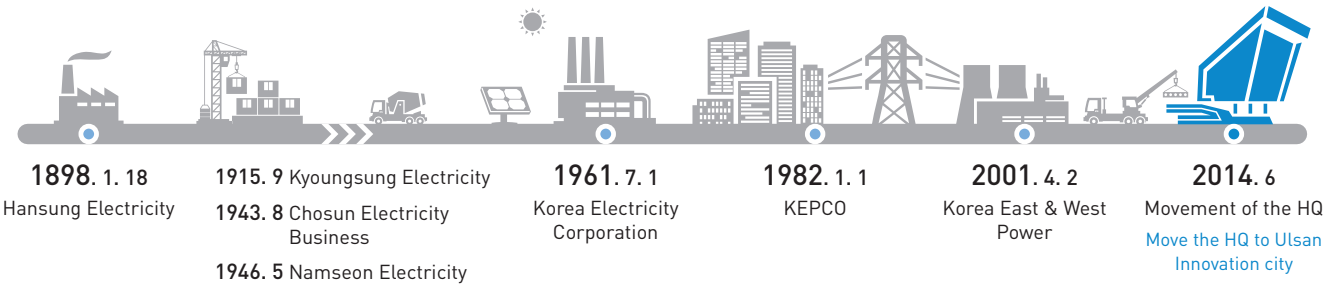 1898. 1. 18
Hansung Electricity
1915. 9 Kyoungsung Electricity
1943. 8 Chosun Electricity
Business
1946. 5 Namseon Electricity
1961. 7. 1
Korea Electricity
Corporation
1982. 1. 1
KEPCO
2001. 4. 2
Korea East & West
Power
2014. 6
Movement of the HQ
Move the HQ to Ulsan
Innovation city